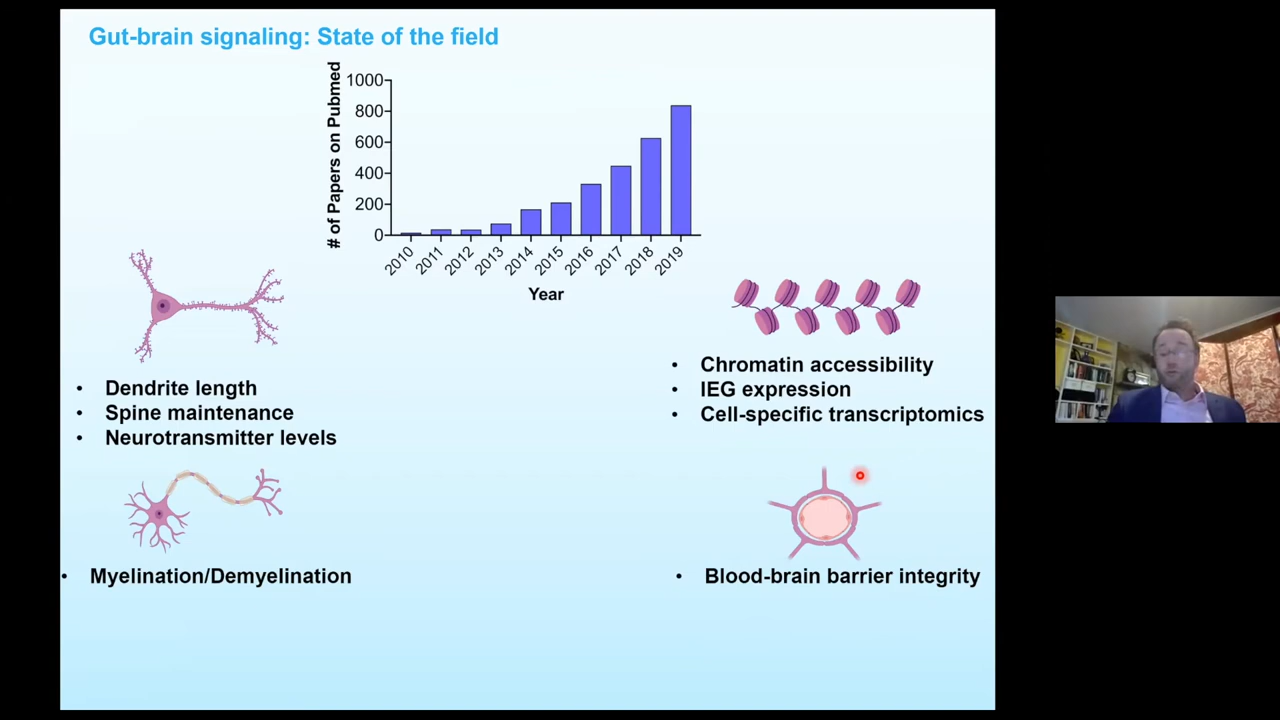 Gut-brain signaling: State of the field
# of Papers on Pubmed
1000
800
600
400
200
0
2010 2011 2012 2013 2014 2015 2016 2017 2018 2019
Year
• Dendrite length
• Spine maintenance
• Neurotransmitter levels
• Chromatin accessibility
• IEG expression
• Cell-specific transcriptomics
• Myelination/Demyelination
• Blood-brain barrier integrity